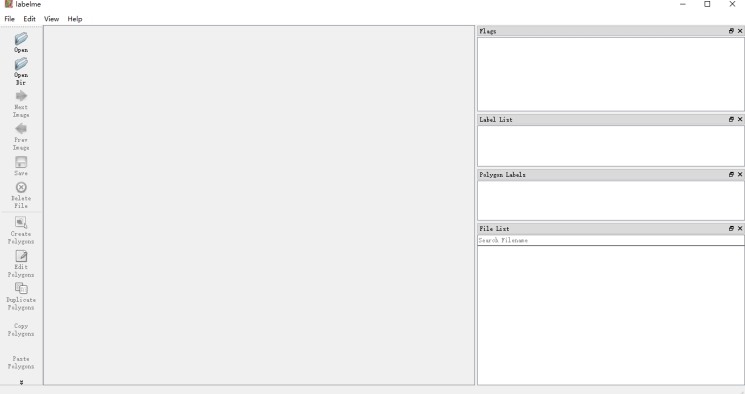 labelme
File Edit View Help
Open
Open
Dir
Next
Image
Prev
Image
Save
Delete
File
Create
Polygons
Edit
Polygons
Duplicate
Polygons
Copy
Polygons
Paste
Polygons
Flags
Label List
Polygon Labels
File List
Search Filename